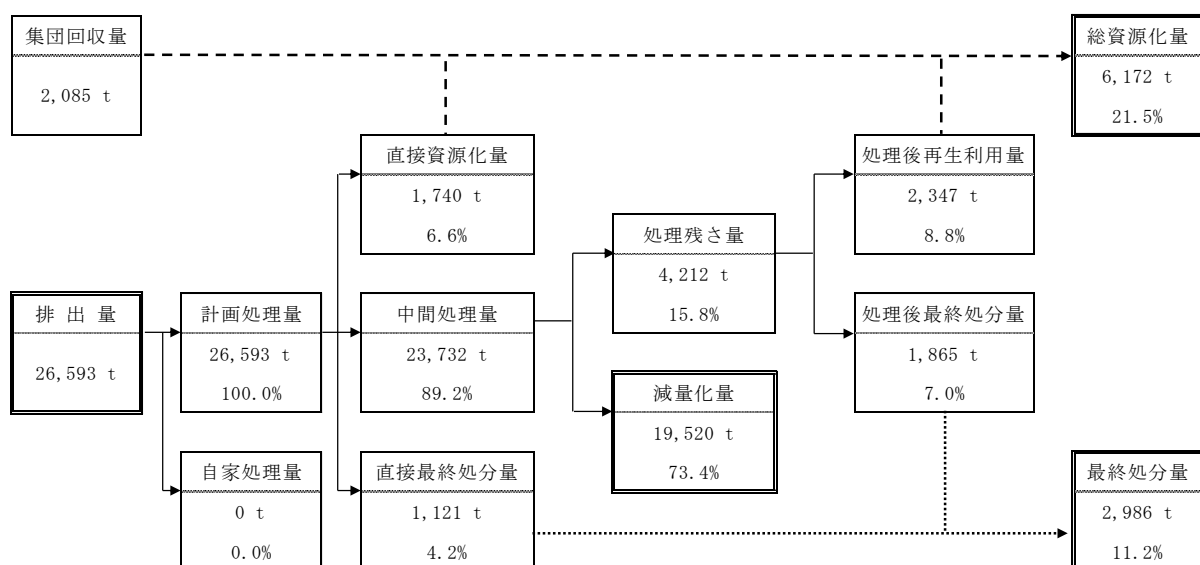 集団回収量
2,085 t
総資源化量
6,172 t
21.5%
直接資源化量
1,740 t
6.6%
処理後再生利用量
2,347 t
8.8%
処理残さ量
4,212 t
15.8%
排 出 量
26,593 t
計画処理量
26,593 t
100.0%
中間処理量
23,732 t
89.2%
処理後最終処分量
1,865 t
7.0%
減量化量
19,520 t
73.4%
自家処理量
0 t
0.0%
直接最終処分量
1,121 t
4.2%
最終処分量
2,986 t
11.2%